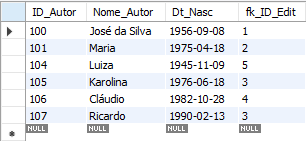 ID_Autor Nome_Autor Dt_Nasc fk_ID_Edit
100 José da Silva 1956-09-08 1
101 Maria 1975-04-18 2
104 Luiza 1945-11-09 5
105 Karolina 1976-06-18 3
106 Cláudio 1982-10-28 4
107 Ricardo 1990-02-13 3
NULL NULL NULL NULL